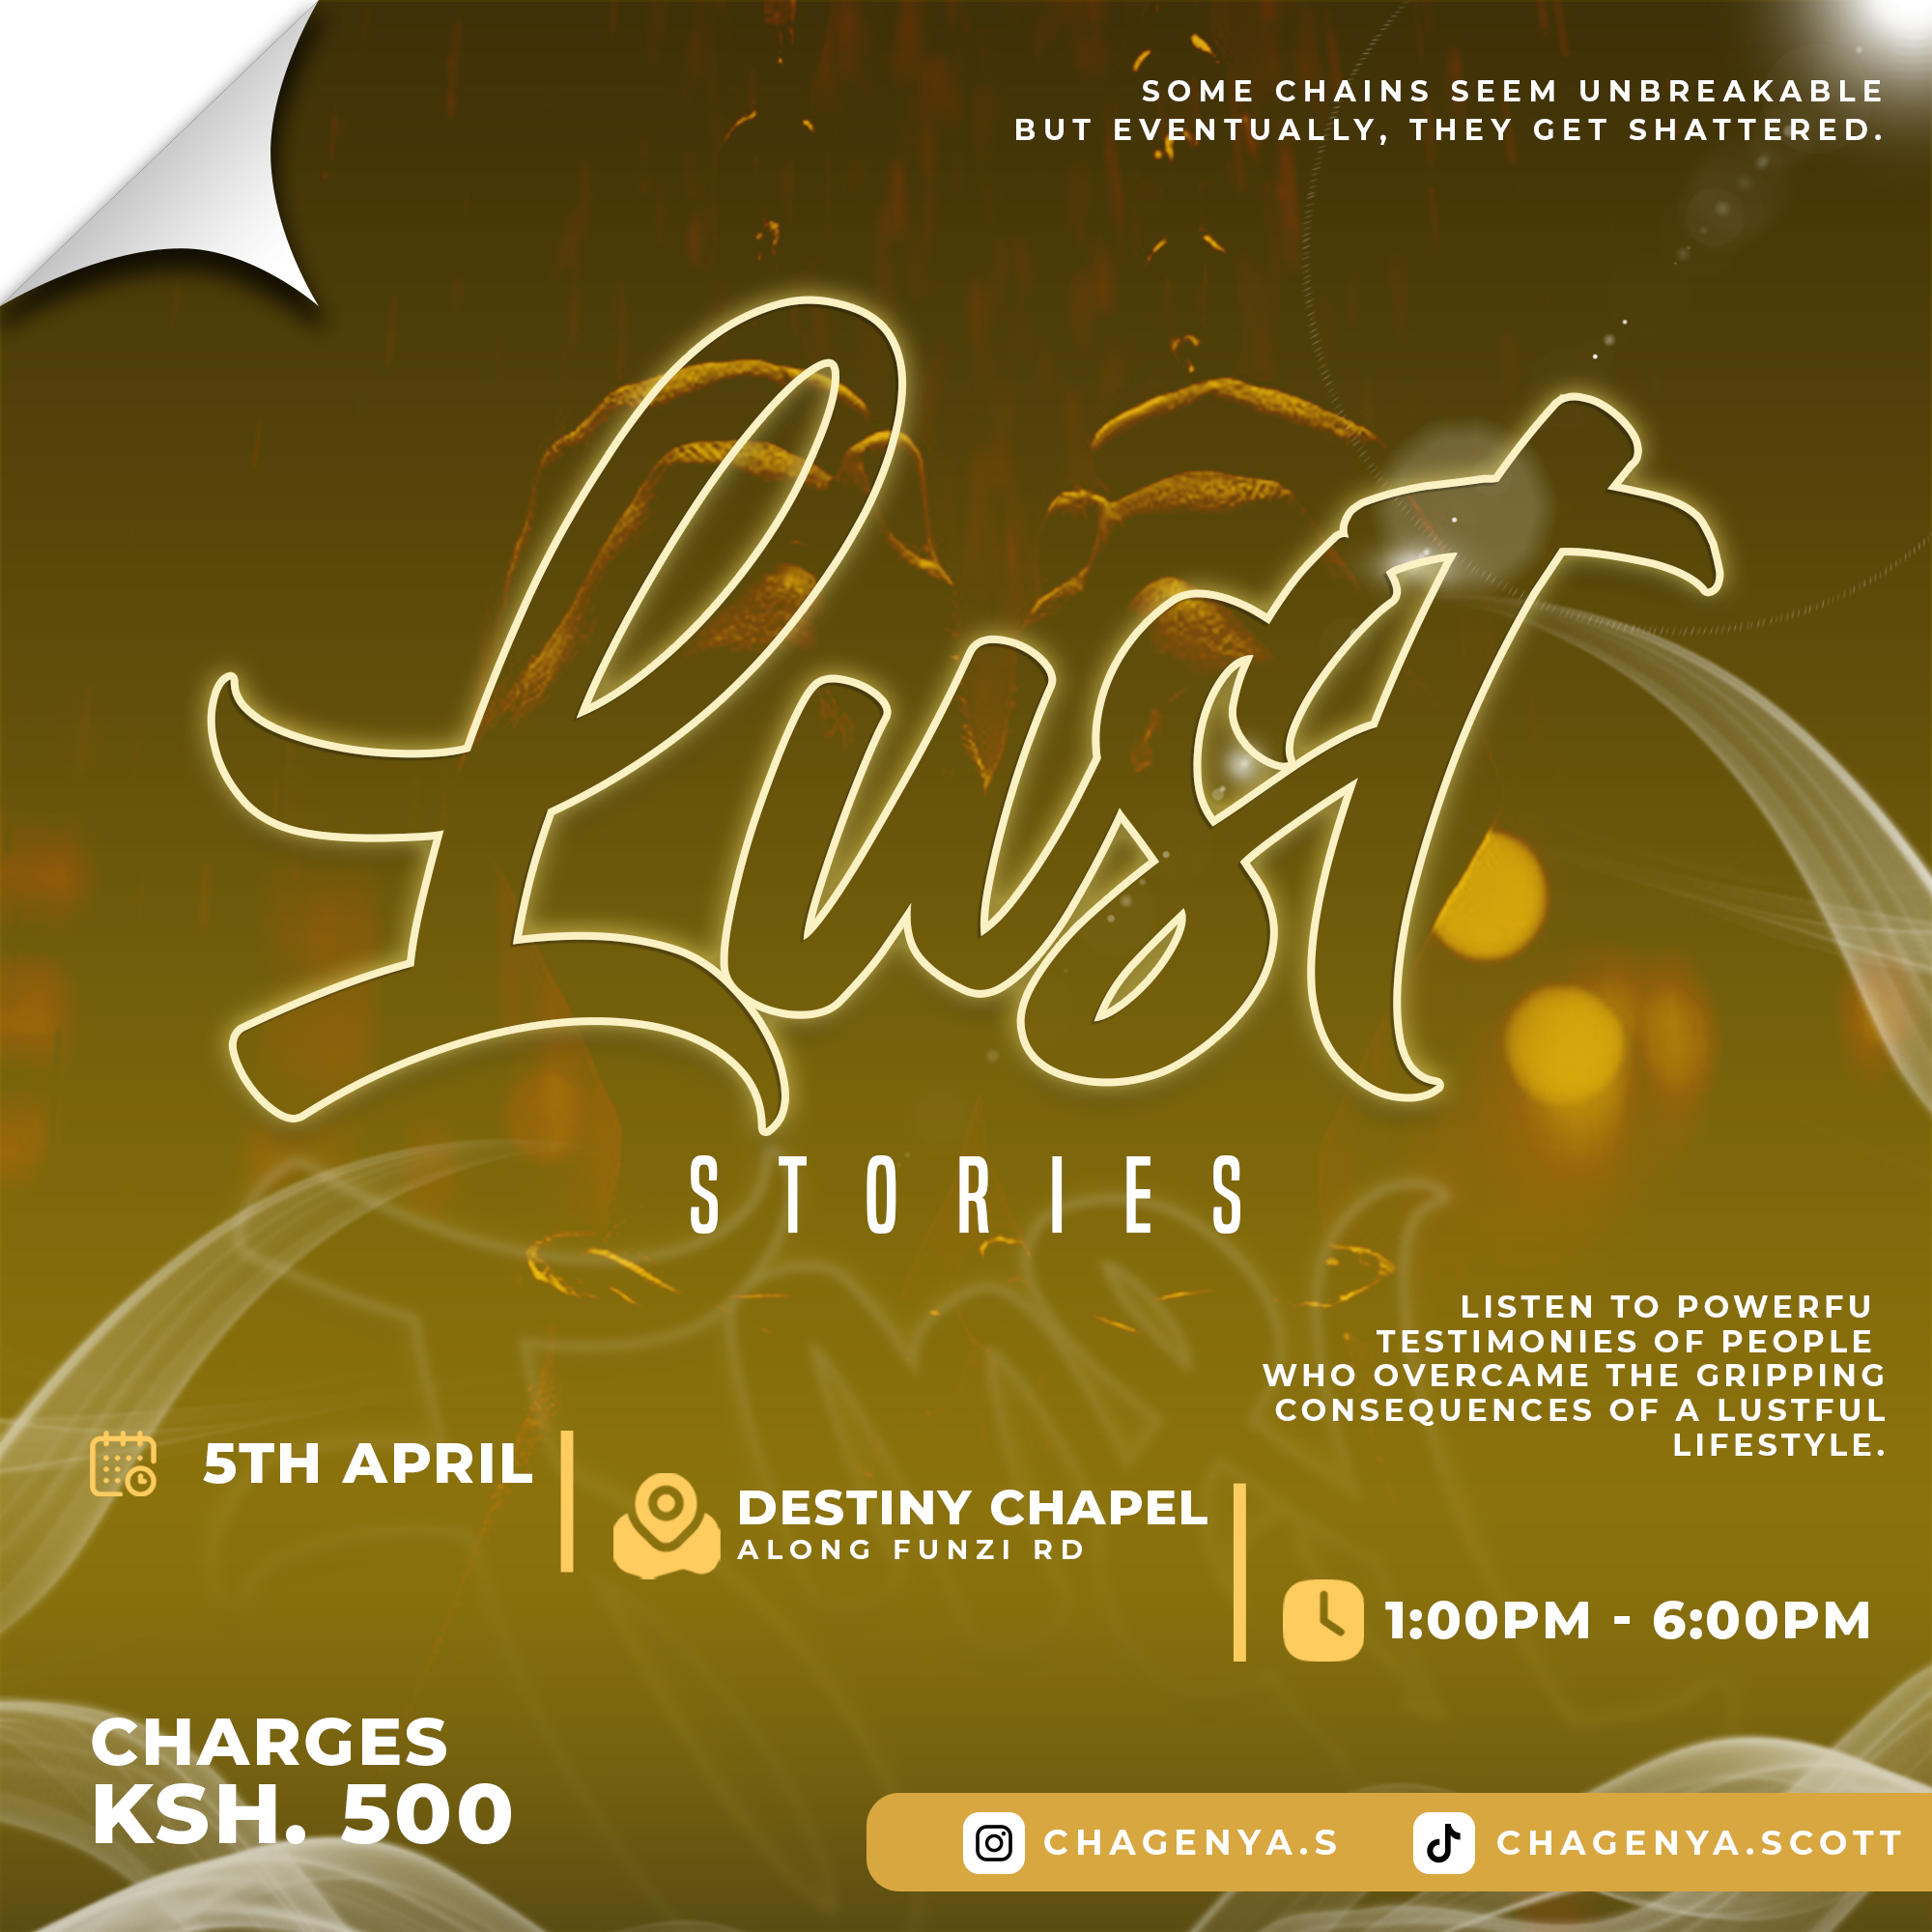 SOME CHAINS SEEM UNBREAKABLE
BUT EVENTUALLY, THEY GET SHATTERED.
Lust
STORIES
LISTEN TO POWERFU
TESTIMONIES OF PEOPLE
WHO OVERCAME THE GRIPPING
CONSEQUENCES OF A LUSTFUL
LIFESTYLE.
5TH APRIL
DESTINY CHAPEL
ALONG FUNZI RD
1:00PM - 6:00PM
CHARGES
KSH. 500
CHAGENYA.S
CHAGENYA.SCOTT